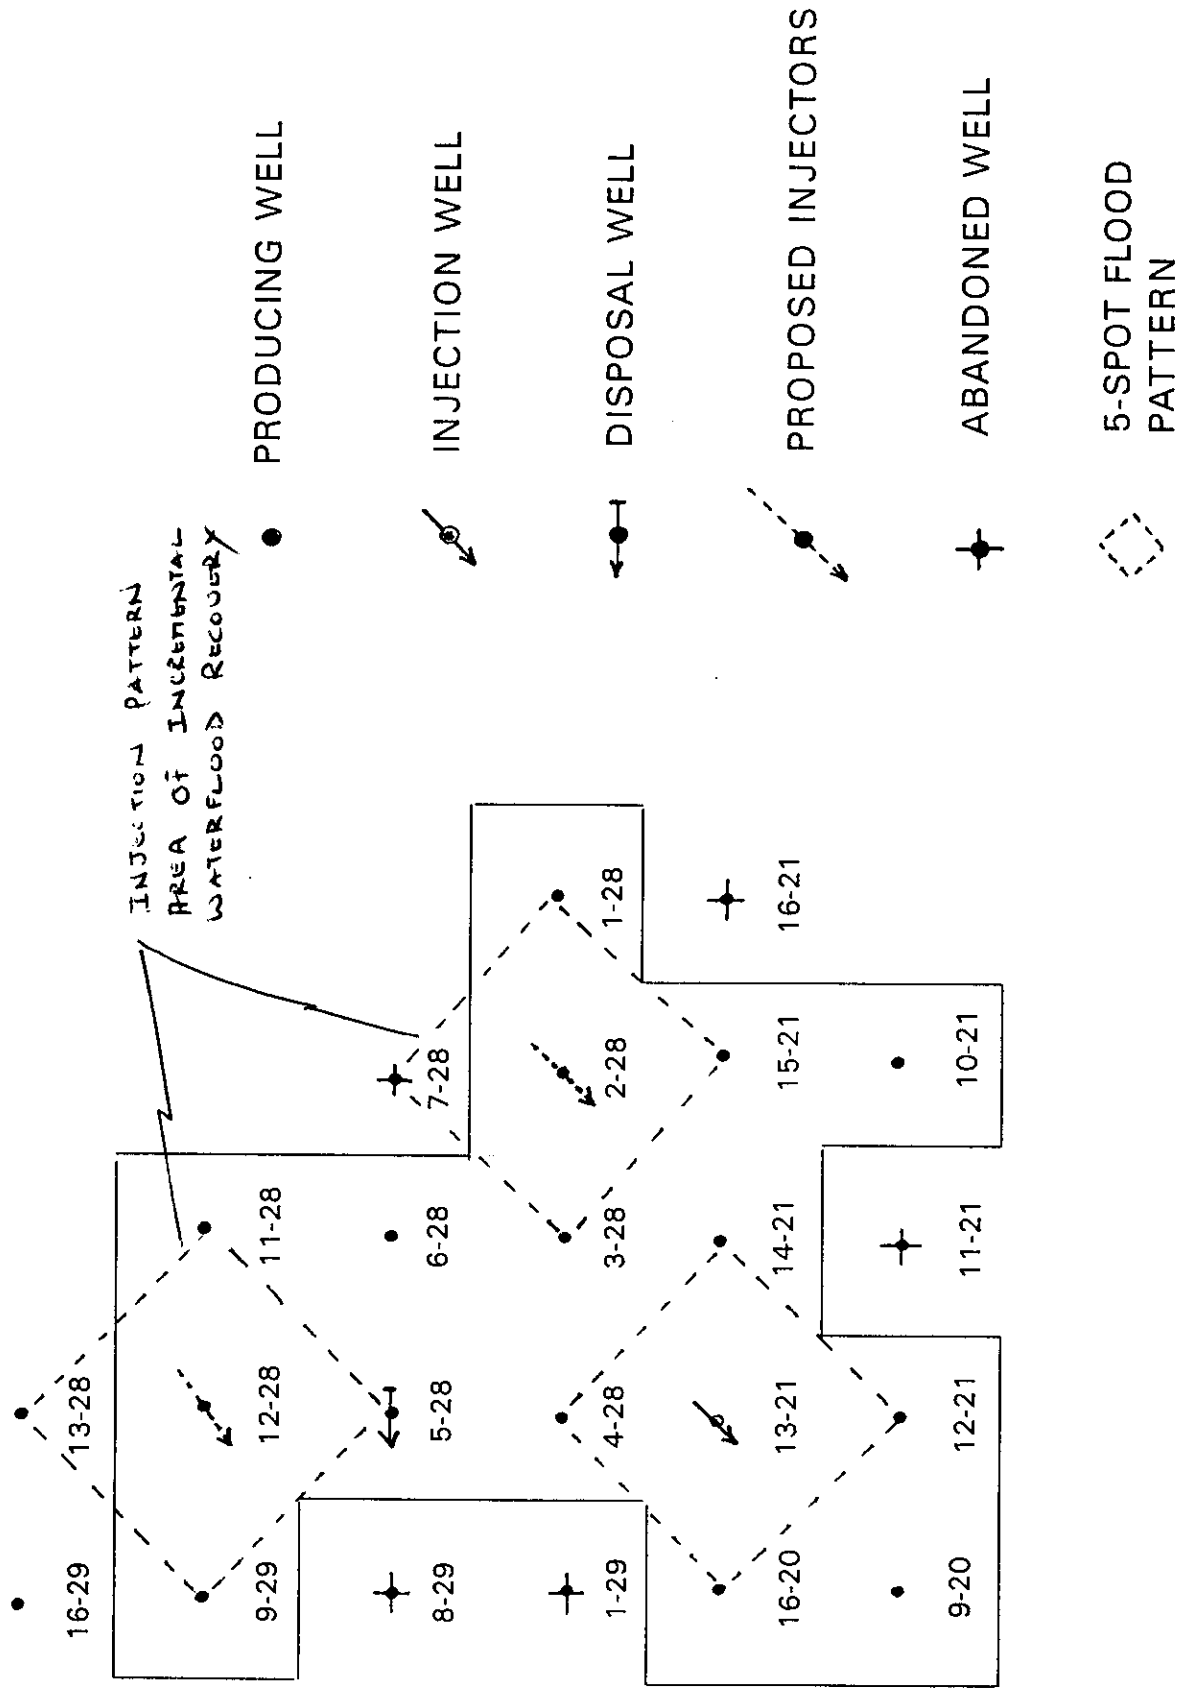 INJECTION PATTERN
AREA OF INCREMENTAL
WATERFLOOD RECOVERY
16-29
13-28
9-29
12-28
11-28
8-29
5-28
6-28
7-28
1-29
4-28
3-28
2-28
1-28
16-20
13-21
14-21
15-21
16-21
9-20
12-21
11-21
10-21
PRODUCING WELL
INJECTION WELL
DISPOSAL WELL
PROPOSED INJECTORS
ABANDONED WELL
5-SPOT FLOOD
PATTERN